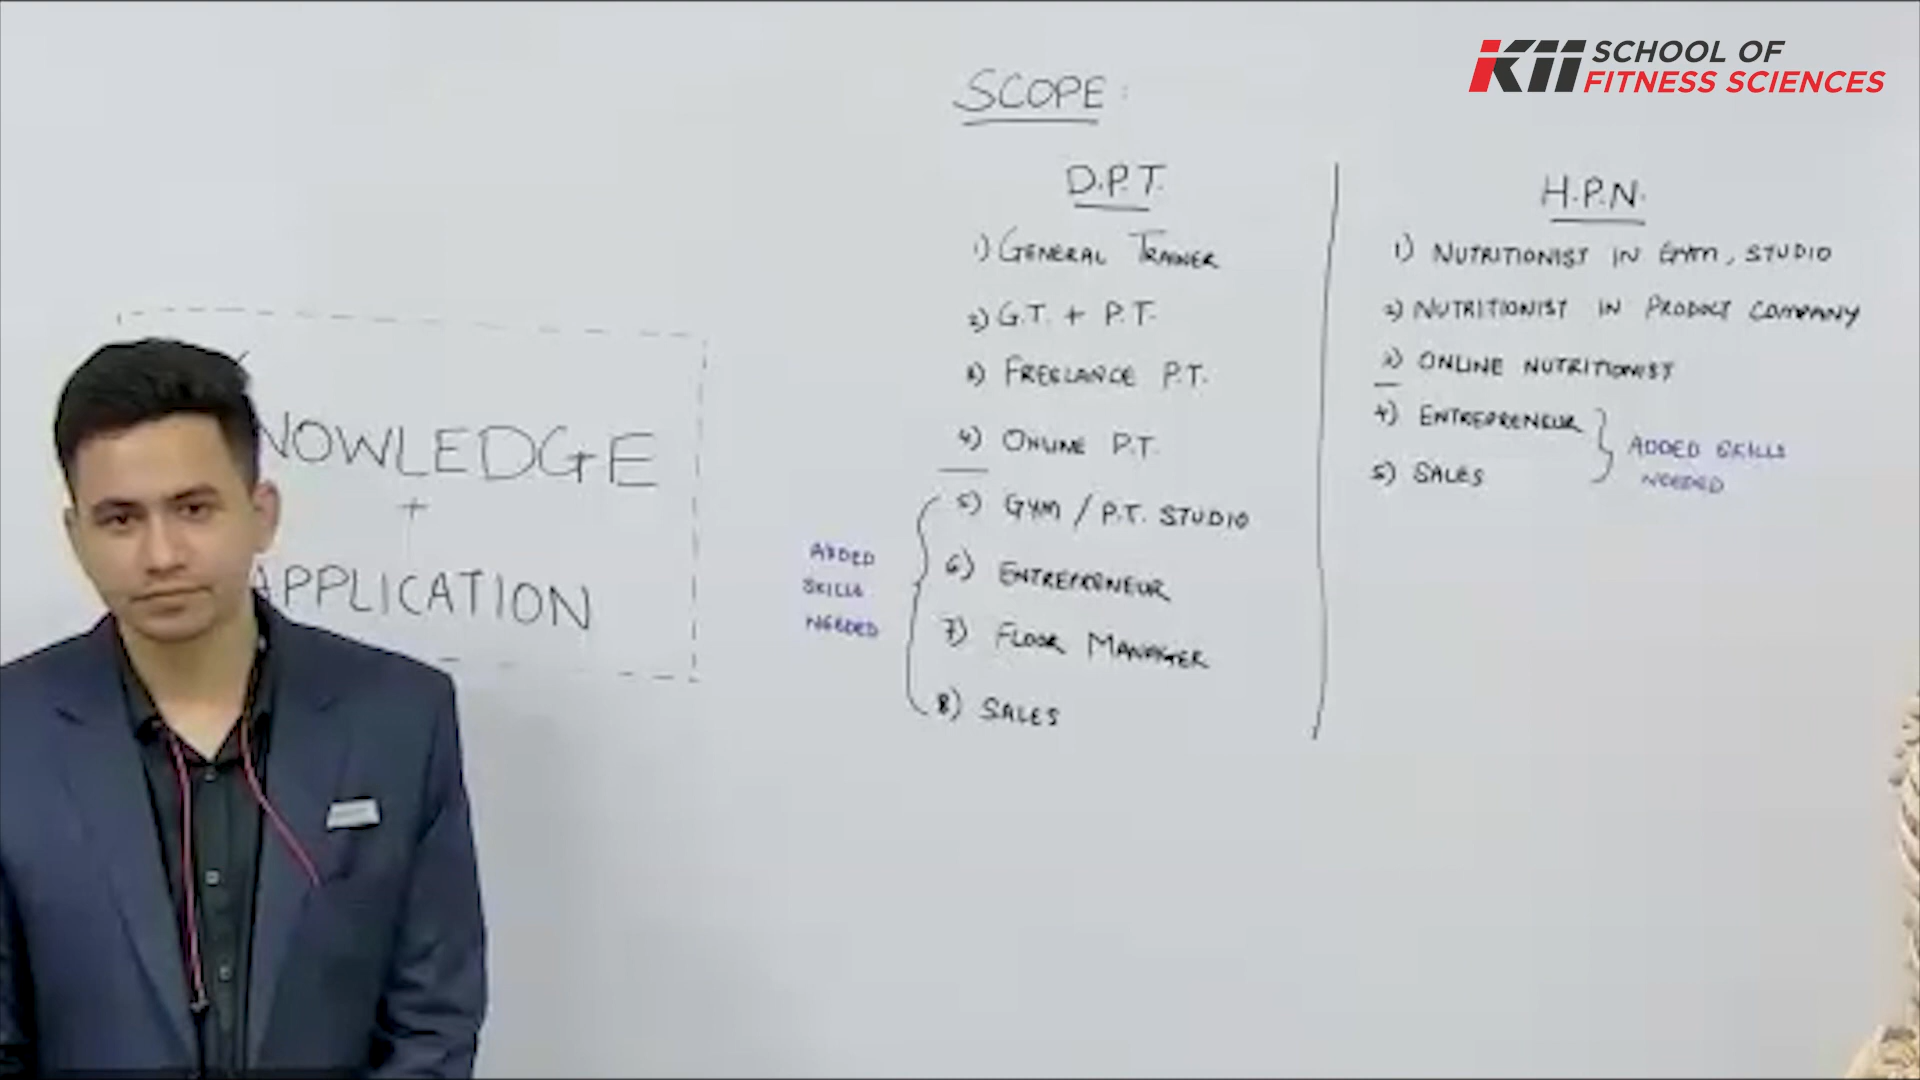 K11 SCHOOL OF
FITNESS SCIENCES
SCOPE:
D.P.T.
1) GENERAL TRAINER
2) G.T. + P.T.
3) FREELANCE P.T.
4) ONLINE P.T.
5) GYM / P.T. STUDIO
6) ENTREPRENEUR
7) FLOOR MANAGER
8) SALES
ADDED
SKILLS
NEEDED
H.P.N.
1) NUTRITIONIST IN GYM, STUDIO
2) NUTRITIONIST IN PRODUCT COMPANY
3) ONLINE NUTRITIONIST
4) ENTREPRENEUR
5) SALES
ADDED SKILLS
NEEDED
NOWLEDGE
+
APPLICATION